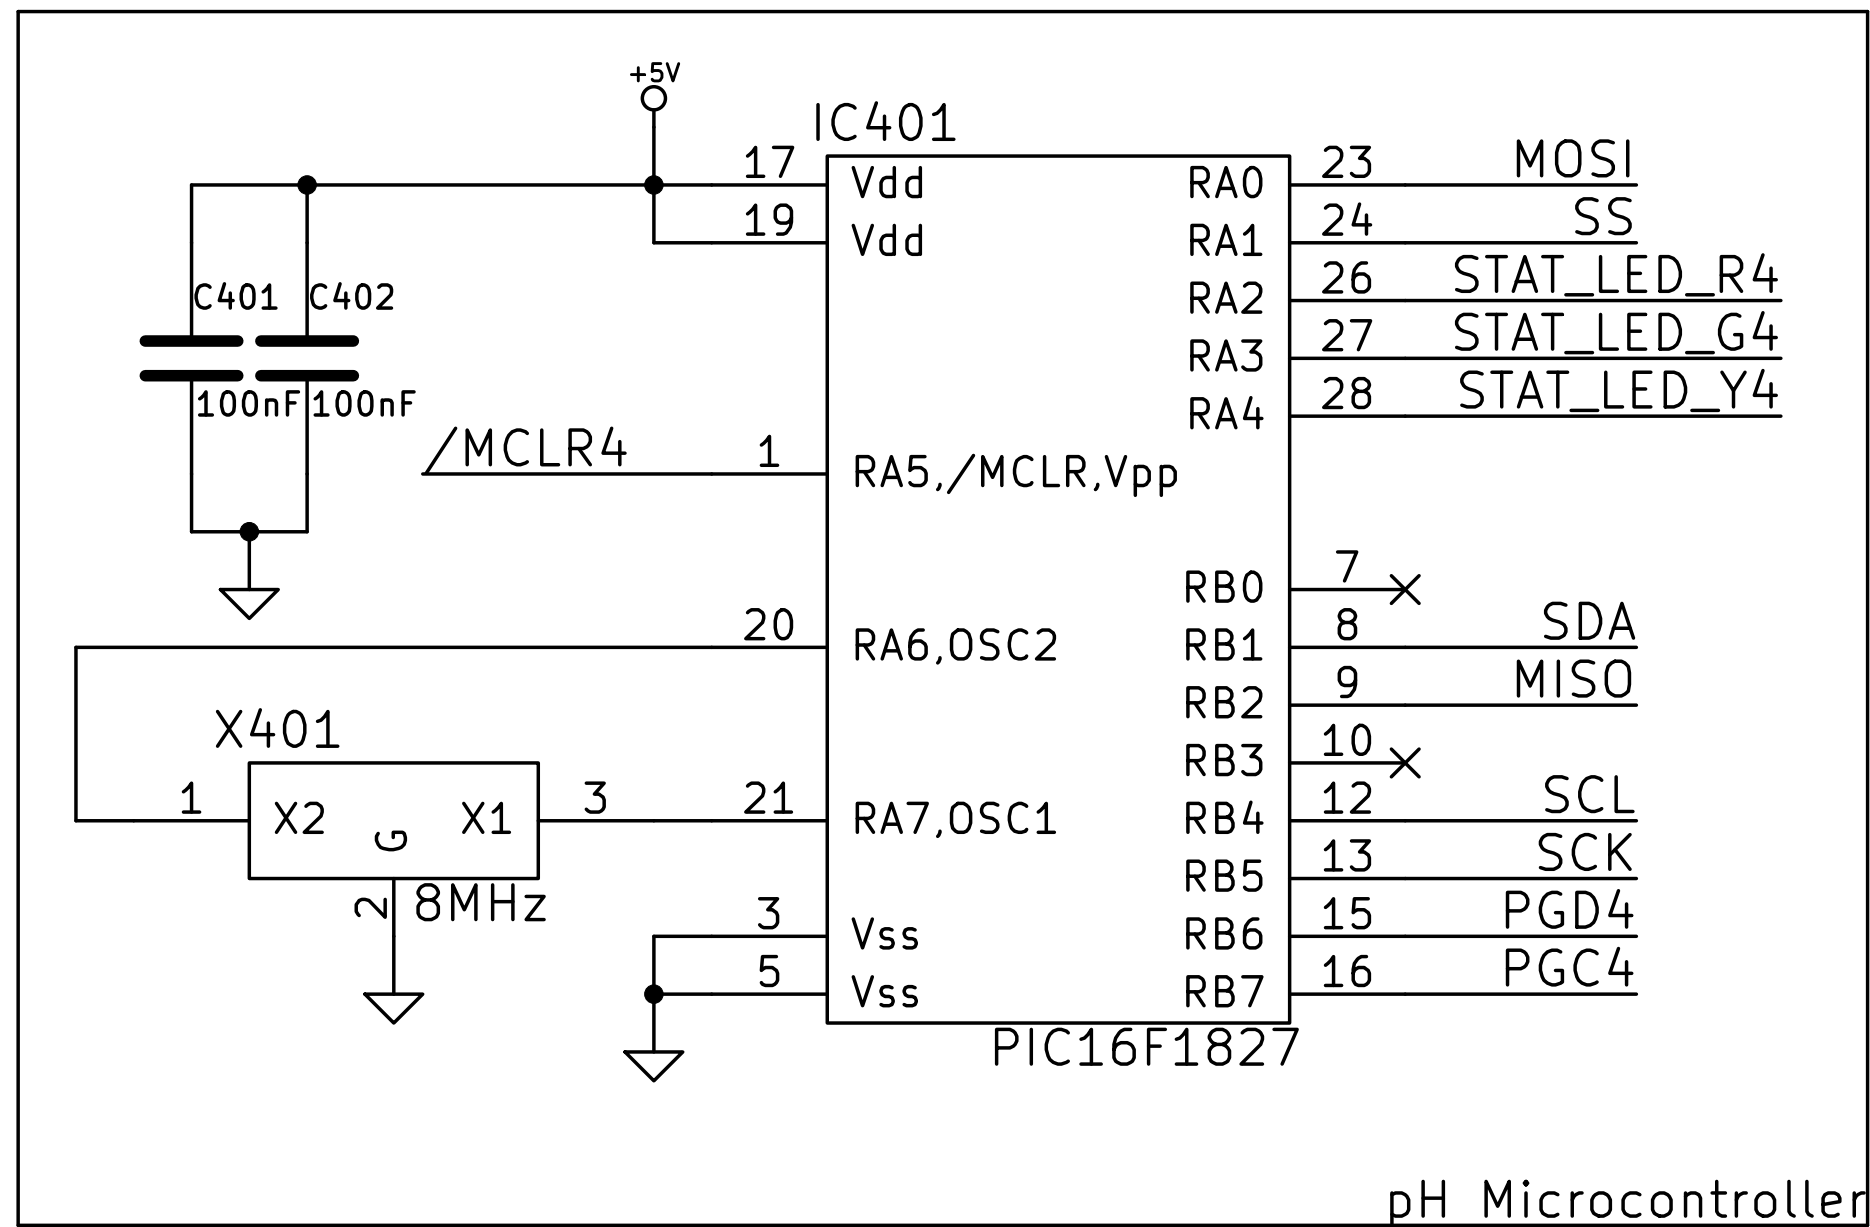 +5V
IC401
17 Vdd RA0 23 MOSI
19 Vdd RA1 24 SS
RA2 26 STAT_LED_R4
C401 C402
RA3 27 STAT_LED_G4
100nF 100nF
RA4 28 STAT_LED_Y4
/MCLR4 1 RA5,/MCLR,Vpp
RB0 7
20 RA6,OSC2 RB1 8 SDA
RB2 9 MISO
X401
RB3 10
1 X2 G X1 3 21 RA7,OSC1 RB4 12 SCL
RB5 13 SCK
2 8MHz
3 Vss RB6 15 PGD4
5 Vss RB7 16 PGC4
PIC16F1827
pH Microcontroller